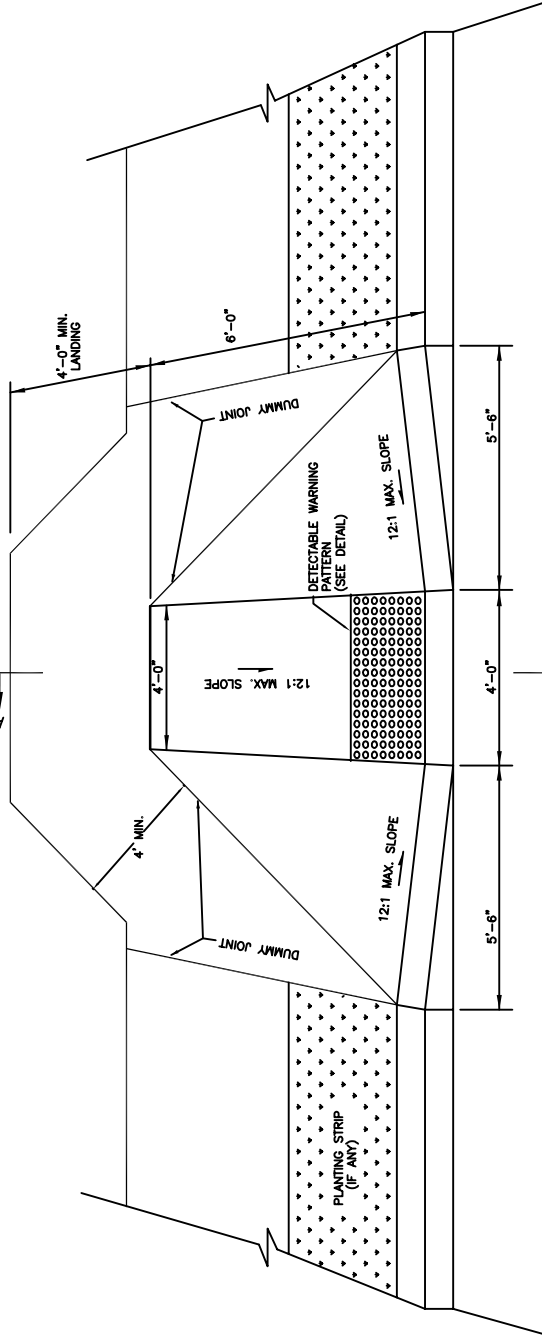 4'-0" MIN.
LANDING
6'-0"
DUMMY JOINT
DUMMY JOINT
4' MIN.
4'-0"
12:1 MAX. SLOPE
DETECTABLE WARNING
PATTERN
(SEE DETAIL)
12:1 MAX. SLOPE
12:1 MAX. SLOPE
PLANTING STRIP
(IF ANY)
5'-6"
4'-0"
5'-6"